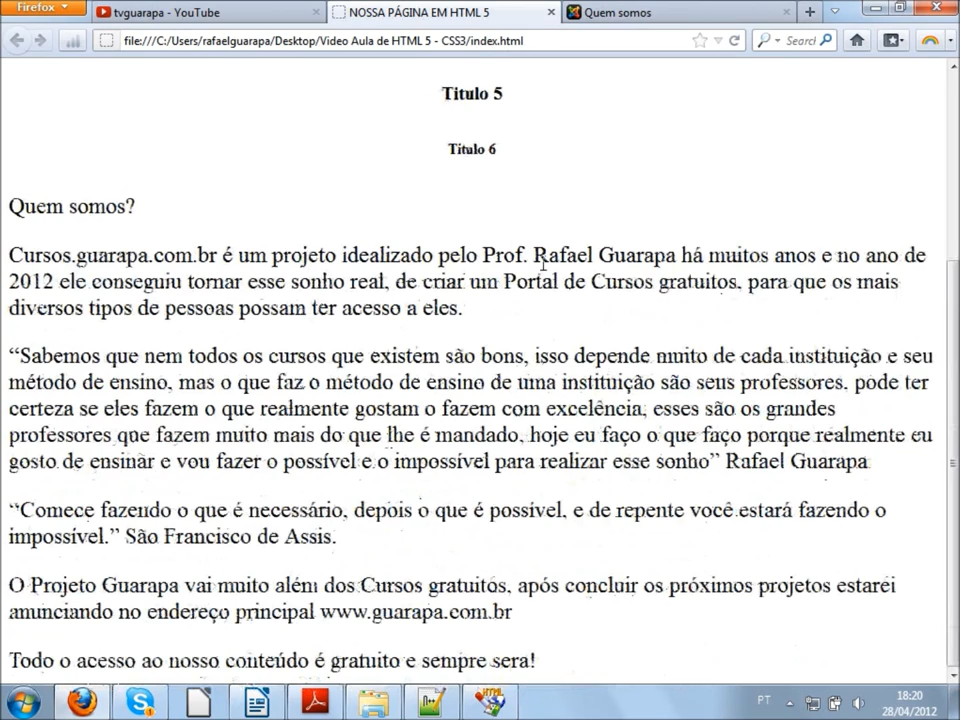 Firefox
tvguarapa - YouTube
NOSSA PÁGINA EM HTML 5
Quem somos
file:///C:/Users/rafaelguarapa/Desktop/Video Aula de HTML 5 - CSS3/index.html
Search
Titulo 5
Titulo 6
Quem somos?
Cursos.guarapa.com.br é um projeto idealizado pelo Prof. Rafael Guarapa há muitos anos e no ano de
2012 ele conseguiu tornar esse sonho real, de criar um Portal de Cursos gratuitos, para que os mais
diversos tipos de pessoas possam ter acesso a eles.
“Sabemos que nem todos os cursos que existem são bons, isso depende muito de cada instituição e seu
método de ensino, mas o que faz o método de ensino de uma instituição são seus professores, pode ter
certeza se eles fazem o que realmente gostam o fazem com excelência, esses são os grandes
professores que fazem muito mais do que lhe é mandado, hoje eu faço o que faço porque realmente eu
gosto de ensinar e vou fazer o possível e o impossível para realizar esse sonho” Rafael Guarapa
“Comece fazendo o que é necessário, depois o que é possível, e de repente você estará fazendo o
impossível.” São Francisco de Assis.
O Projeto Guarapa vai muito além dos Cursos gratuitos, após concluir os próximos projetos estarei
anunciando no endereço principal www.guarapa.com.br
Todo o acesso ao nosso conteúdo é gratuito e sempre sera!
HTML
PT
18:20
28/04/2012